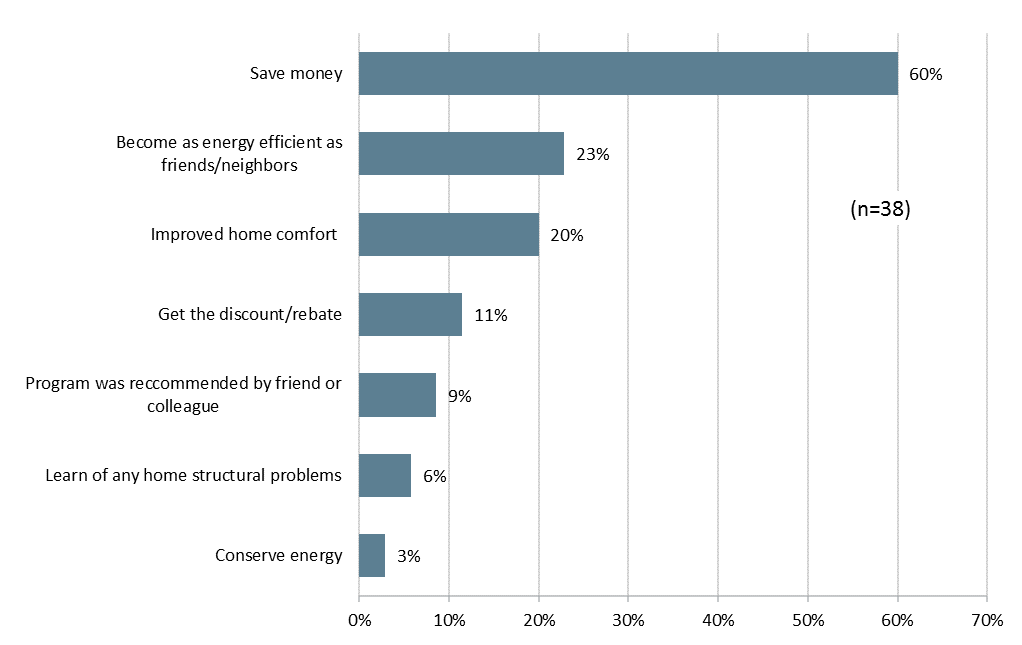 Save money
60%
Become as energy efficient as
friends/neighbors
23%
(n=38)
Improved home comfort
20%
Get the discount/rebate
11%
Program was reccommended by friend or
colleague
9%
Learn of any home structural problems
6%
Conserve energy
3%
0% 10% 20% 30% 40% 50% 60% 70%